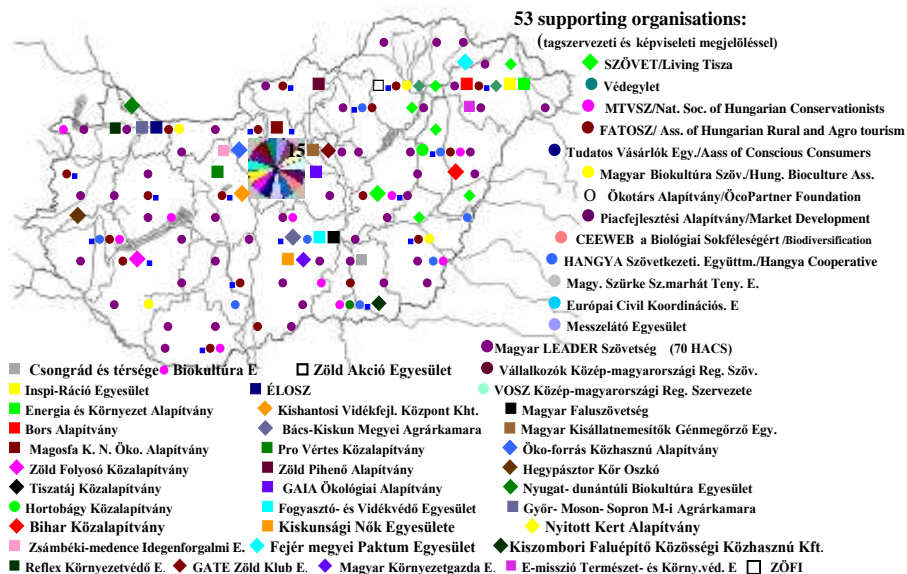 53 supporting organisations:
(tagszervezeti és képviseleti megjelöléssel)
SZÖVET/Living Tisza
Védegylet
MTVSZ/Nat. Soc. of Hungarian Conservationists
FATOSZ/ Ass. of Hungarian Rural and Agro tourism
Tudatos Vásárlók Egy./Aass of Conscious Consumers
Magyar Biokultúra Szöv./Hung. Bioculture Ass.
Ökotárs Alapítvány/ÖcoPartner Foundation
Piacfejlesztési Alapítvány/Market Development
CEEWEB a Biológiai Sokféleségért /Biodiversification
HANGYA Szövetkezeti. Együttm./Hangya Cooperative
Magy. Szürke Sz.marhát Teny. E.
Európai Civil Koordinációs. E
Messzelátó Egyesület
Magyar LEADER Szövetség (70 HACS)
15
Csongrád és térsége Biokultúra E Zöld Akció Egyesület Vállalkozók Közép-magyarországi Reg. Szöv.
Inspi-Ráció Egyesület ÉLOSZ VOSZ Közép-magyarországi Reg. Szervezete
Energia és Környezet Alapítvány Kishantosi Vidékfejl. Központ Kht. Magyar Faluszövetség
Bors Alapítvány Bács-Kiskun Megyei Agrárkamara Magyar Kisállatnemesítők Génmegőrző Egy.
Magosfa K. N. Öko. Alapítvány Pro Vértes Közalapítvány Öko-forrás Közhasznú Alapítvány
Zöld Folyosó Közalapítvány Zöld Pihenő Alapítvány Hegypásztor Kőr Oszkó
Tiszatáj Közalapítvány GAIA Ökológiai Alapítvány Nyugat- dunántúli Biokultúra Egyesület
Hortobágy Közalapítvány Fogyasztó- és Vidékvédő Egyesület Győr- Moson- Sopron M-i Agrárkamara
Bihar Közalapítvány Kiskunsági Nők Egyesülete Nyitott Kert Alapítvány
Zsámbéki-medence Idegenforgalmi E. Fejér megyei Paktum Egyesület Kiszombori Faluépítő Közösségi Közhasznú Kft.
Reflex Környezetvédő E. GATE Zöld Klub E. Magyar Környezetgazda E. E-misszió Természet- és Körny.véd. E ZÖFI